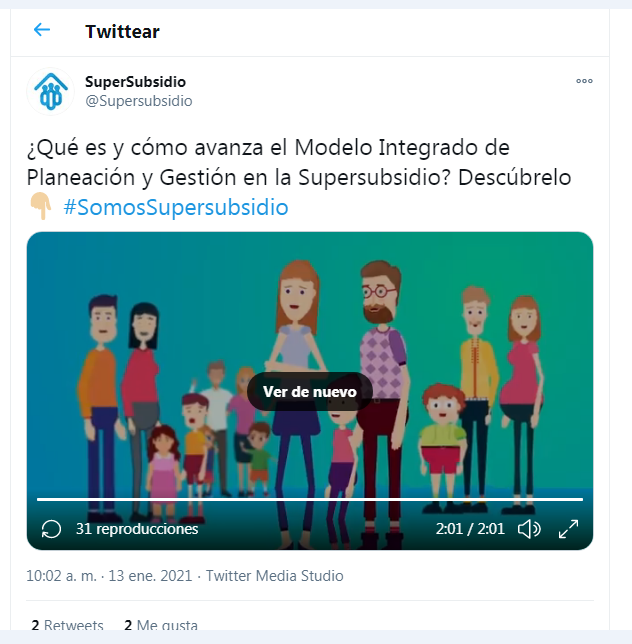 Twittear
SuperSubsidio
@Supersubsidio
¿Qué es y cómo avanza el Modelo Integrado de
Planeación y Gestión en la Supersubsidio? Descúbrelo
#SomosSupersubsidio
Ver de nuevo
31 reproducciones
2:01 / 2:01
10:02 a. m. · 13 ene. 2021 · Twitter Media Studio
2 Retweets 2 Me gusta